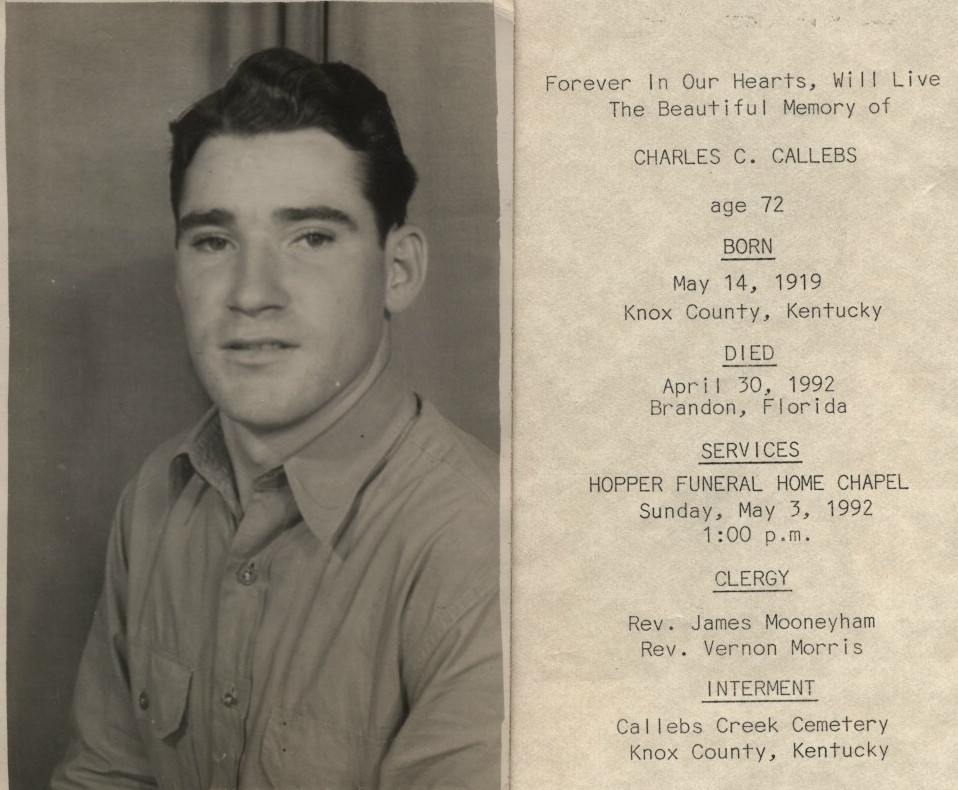 Forever In Our Hearts, Will Live
The Beautiful Memory of
CHARLES C. CALLEBS
age 72
BORN
May 14, 1919
Knox County, Kentucky
DIED
April 30, 1992
Brandon, Florida
SERVICES
HOPPER FUNERAL HOME CHAPEL
Sunday, May 3, 1992
1:00 p.m.
CLERGY
Rev. James Mooneyham
Rev. Vernon Morris
INTERMENT
Callebs Creek Cemetery
Knox County, Kentucky